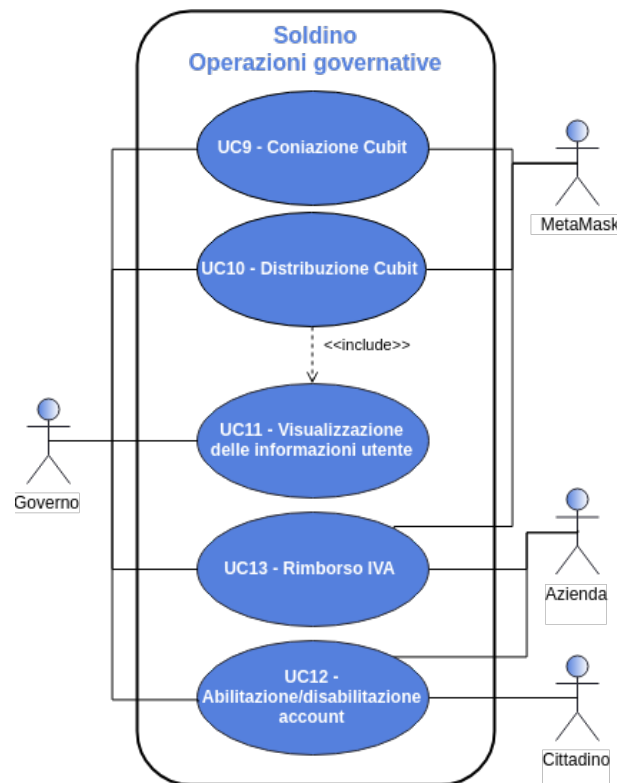 Soldino
Operazioni governative
UC9 - Coniazione Cubit
MetaMask
UC10 - Distribuzione Cubit
<<include>>
UC11 - Visualizzazione
delle informazioni utente
Governo
UC13 - Rimborso IVA
Azienda
UC12 -
Abilitazione/disabilitazione
account
Cittadino